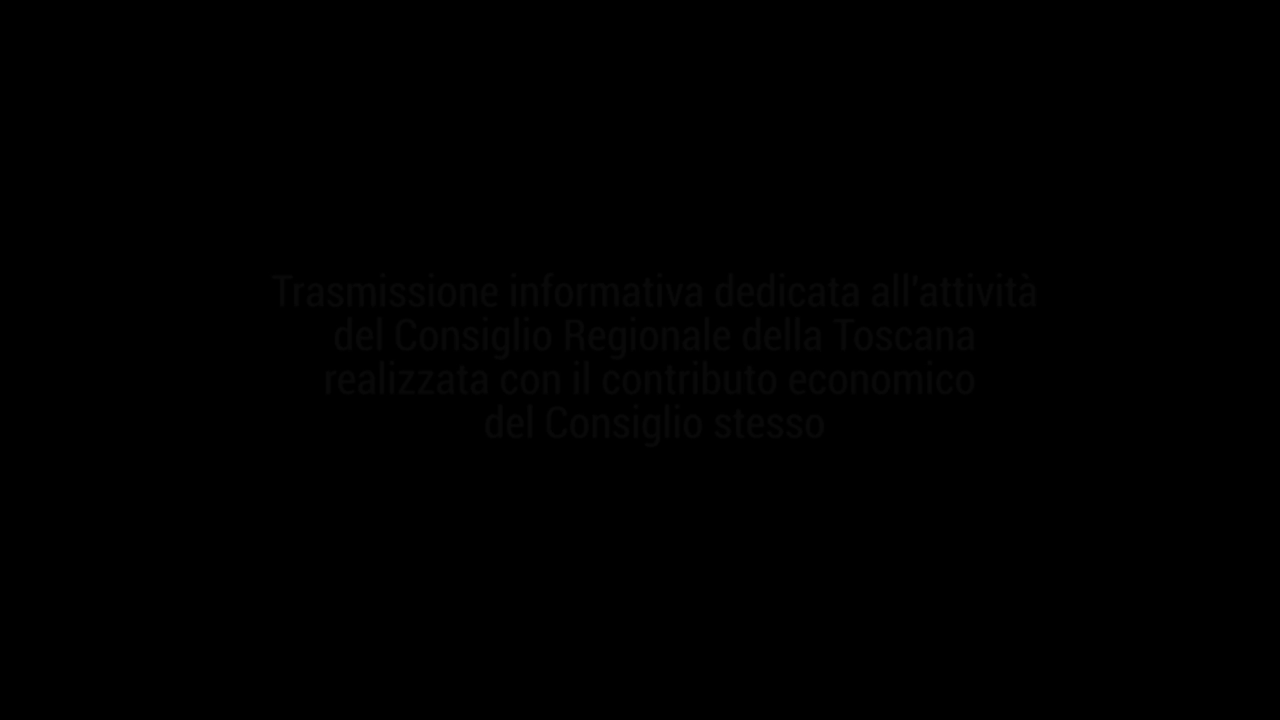 Trasmissione informativa dedicata all'attività
del Consiglio Regionale della Toscana
realizzata con il contributo economico
del Consiglio stesso